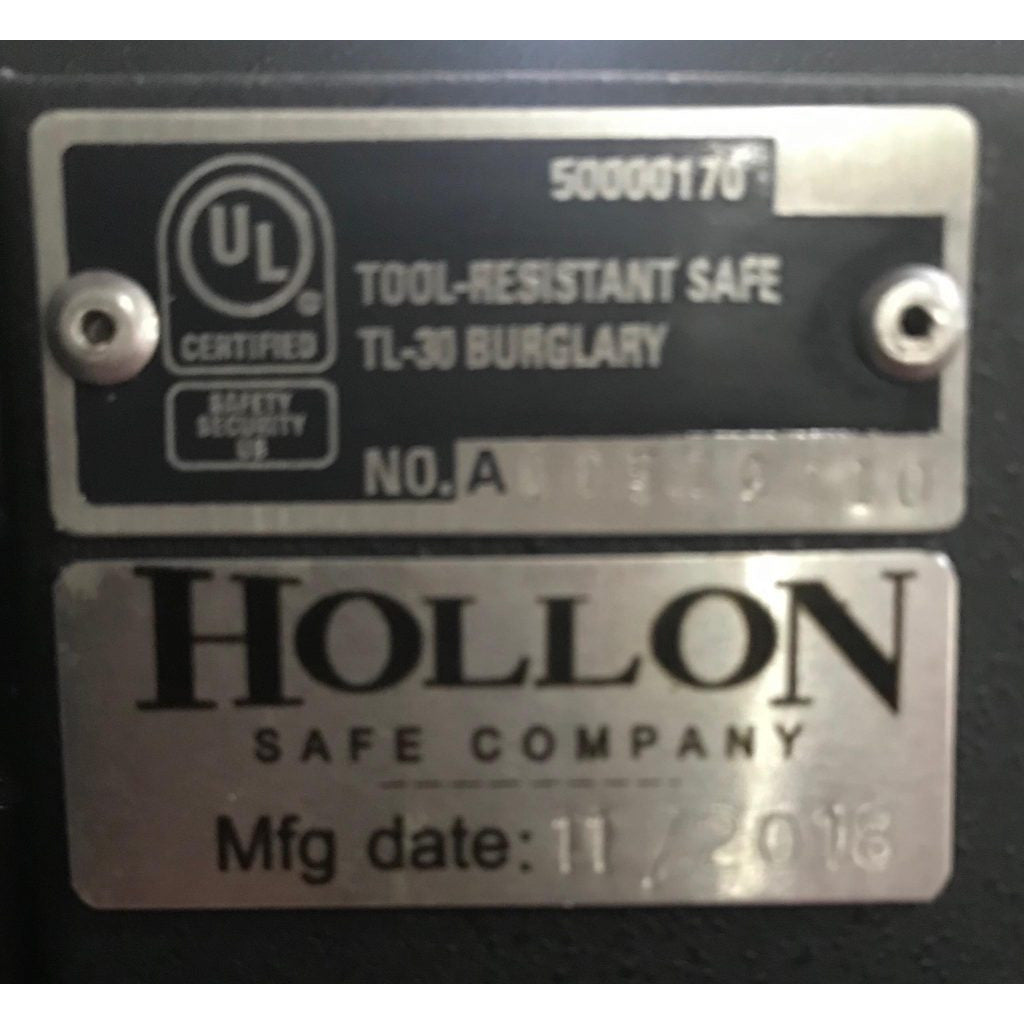 50000170
UL
CERTIFIED
SAFETY
SECURITY
US
TOOL-RESISTANT SAFE
TL-30 BURGLARY
NO. A
HOLLON
SAFE COMPANY
Mfg date: 11/2018